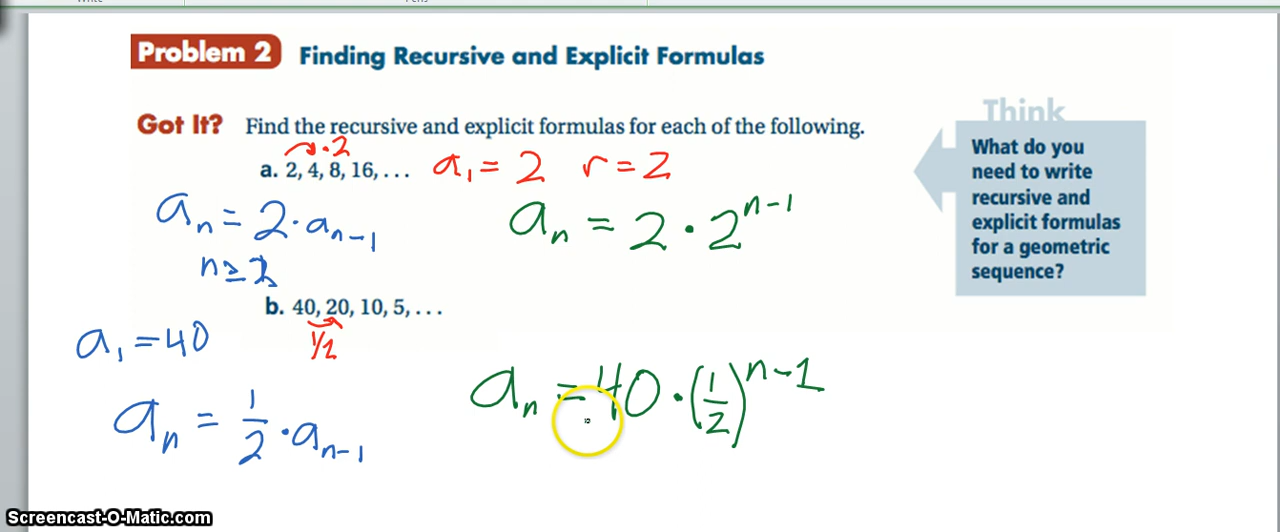 Problem 2 Finding Recursive and Explicit Formulas
Got It? Find the recursive and explicit formulas for each of the following.
·2
a. 2, 4, 8, 16, . . . a₁ = 2 r = 2
aₙ = 2 · aₙ₋₁
n ≥ 2
aₙ = 2 · 2ⁿ⁻¹
b. 40, 20, 10, 5, . . .
1/2
a₁ = 40
aₙ = 1/2 · aₙ₋₁
aₙ = 40 · (1/2)ⁿ⁻¹
Think
What do you
need to write
recursive and
explicit formulas
for a geometric
sequence?
Screencast-O-Matic.com